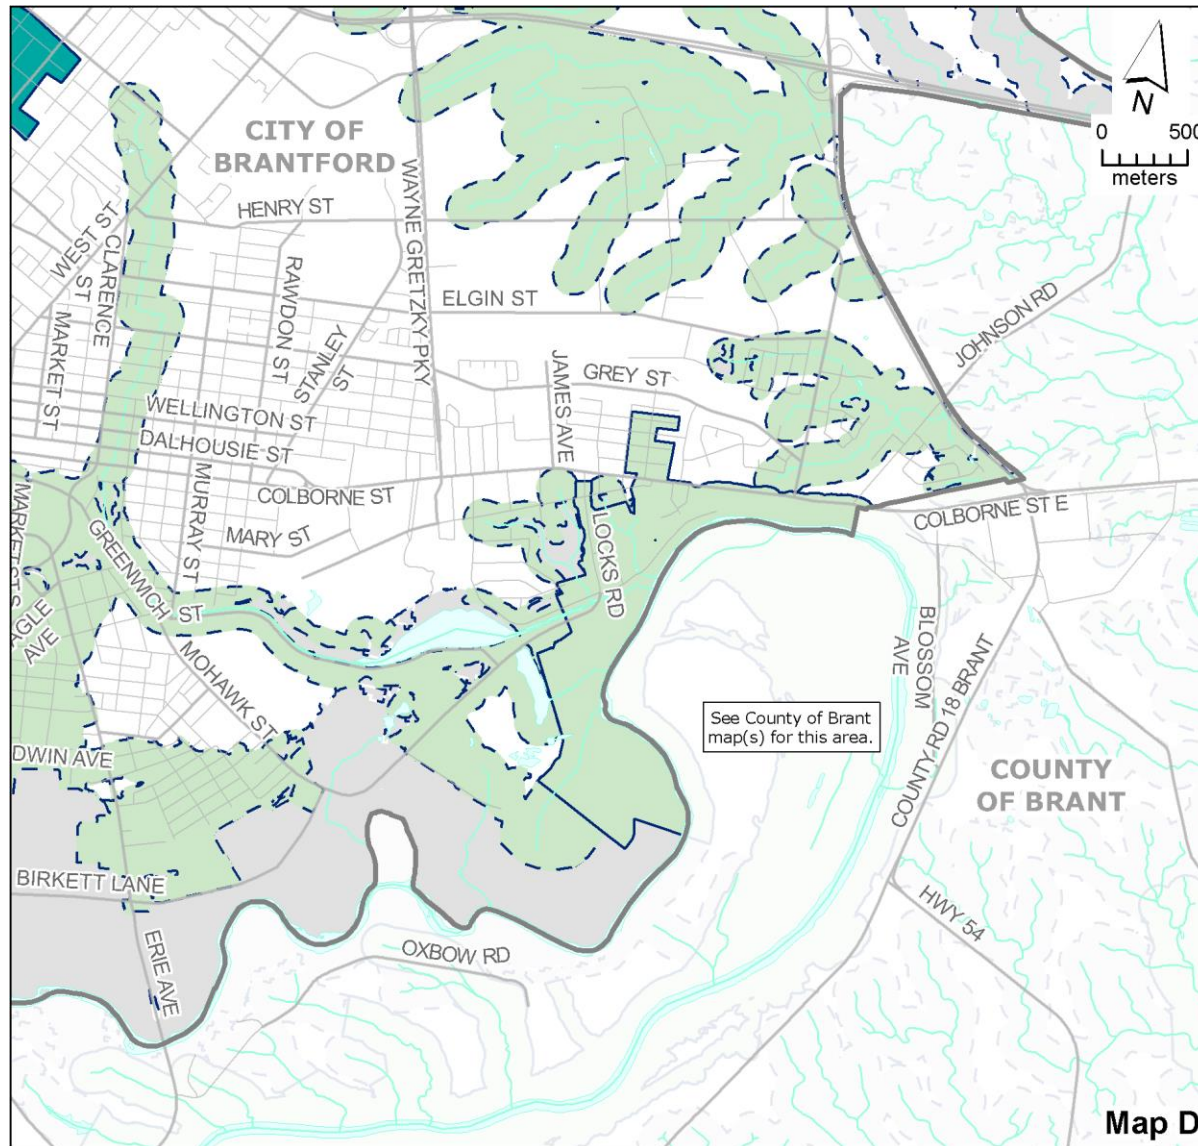 N
0 500
meters
CITY OF
BRANTFORD
WAYNE GRETZKY PKY
HENRY ST
WEST ST
CLARENCE
ST
MARKET ST
RAWDON ST
STANLEY
ST
ELGIN ST
JOHNSON RD
JAMES AVE
GREY ST
WELLINGTON ST
DALHOUSIE ST
MURRAY ST
COLBORNE ST
MARY ST
LOCKS RD
COLBORNE ST E
MARKET ST S
GREENWICH ST
AGLE
AVE
MOHAWK ST
BLOSSOM
AVE
COUNTY RD 18 BRANT
See County of Brant
map(s) for this area.
DWIN AVE
COUNTY
OF BRANT
BIRKETT LANE
HWY 54
ERIE AVE
OXBOW RD
Map D